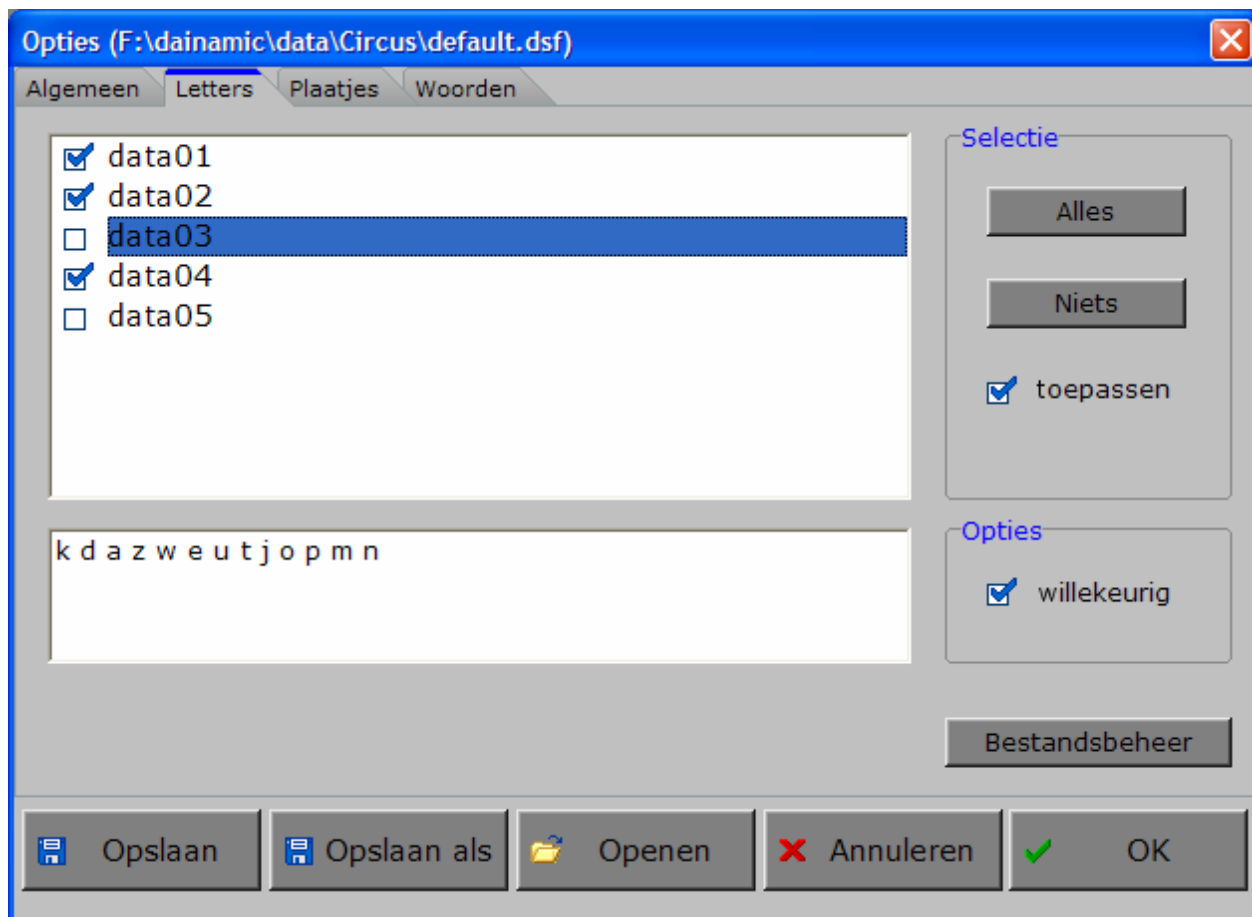 Opties (F:\dainamic\data\Circus\default.dsf)
Algemeen Letters Plaatjes Woorden
data01
data02
data03
data04
data05
Selectie
Alles
Niets
toepassen
k d a z w e u t j o p m n
Opties
willekeurig
Bestandsbeheer
Opslaan Opslaan als Openen Annuleren OK